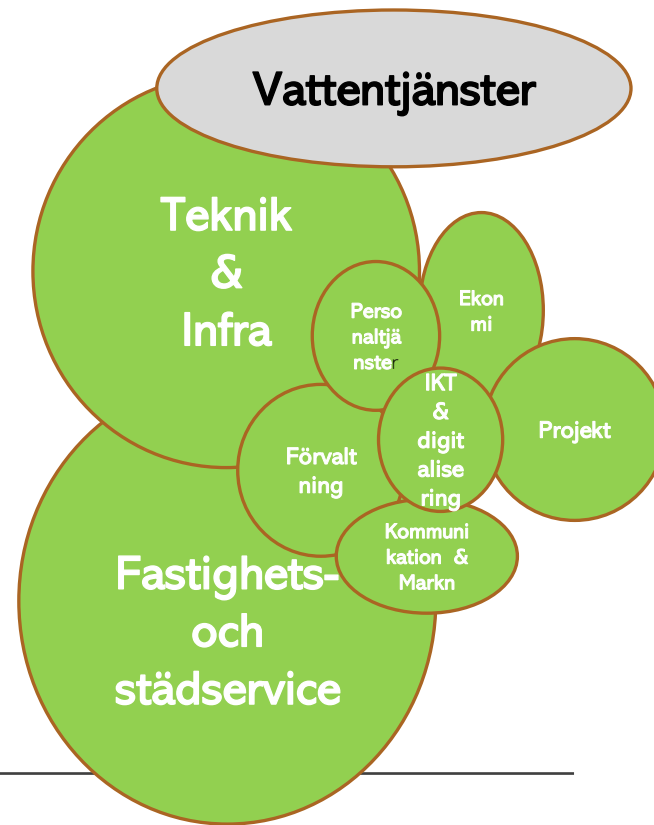 Vattentjänster
Teknik
&
Infra
Perso
naltjä
nster
Ekon
mi
IKT
&
digit
alise
ring
Projekt
Förvalt
ning
Kommuni
kation &
Markn
Fastighets-
och
städservice